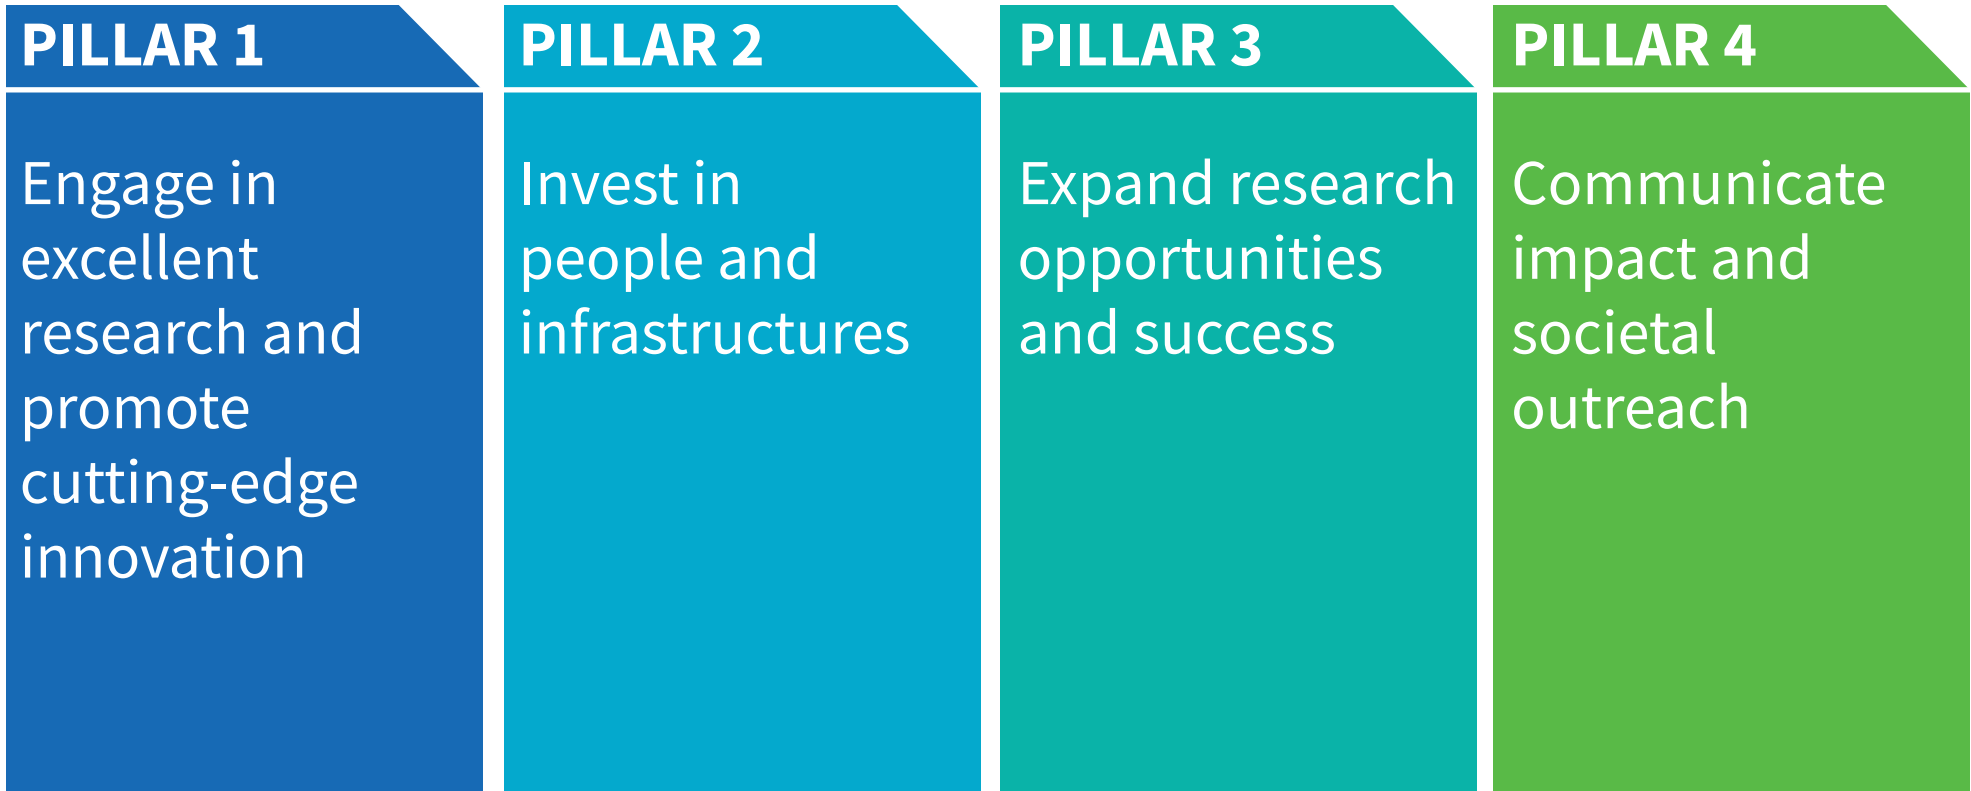 PILLAR 1
Engage in
excellent
research and
promote
cutting-edge
innovation
PILLAR 2
Invest in
people and
infrastructures
PILLAR 3
Expand research
opportunities
and success
PILLAR 4
Communicate
impact and
societal
outreach